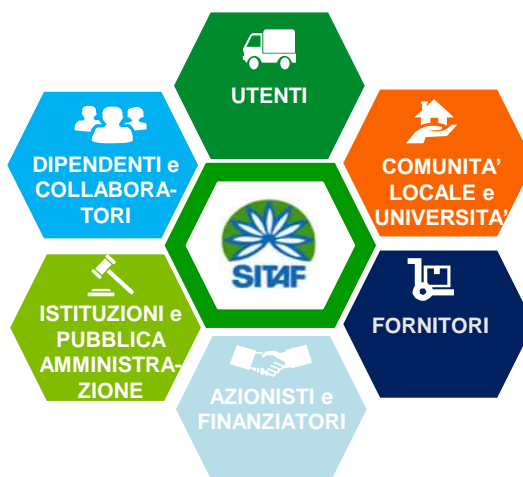 UTENTI
DIPENDENTI e
COLLABORA-
TORI
COMUNITA'
LOCALE e
UNIVERSITA'
SITAF
ISTITUZIONI e
PUBBLICA
AMMINISTRA-
ZIONE
FORNITORI
AZIONISTI e
FINANZIATORI